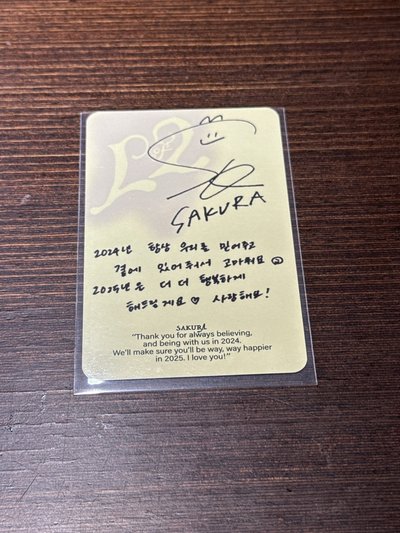 SAKURA
2024년 항상 우리를 믿어주고
곁에 있어줘서 고마워요
2025년은 더 더 행복하게
해드릴게요 ♡ 사랑해요!
SAKURA
"Thank you for always believing,
and being with us in 2024.
We'll make sure you'll be way, way happier
in 2025. I love you!"